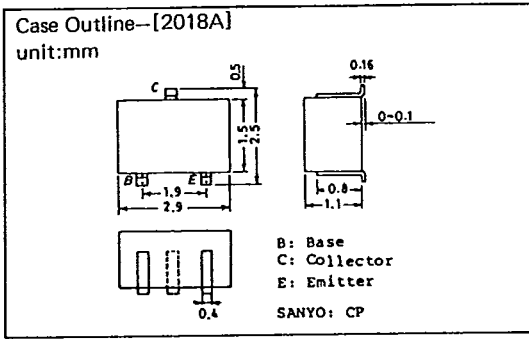 Case Outline—[2018A]
unit:mm
C
0.5
0.16
1.5
2.5
0~0.1
B
E
1.9
2.9
0.8
1.1
0.4
B: Base
C: Collector
E: Emitter
SANYO: CP